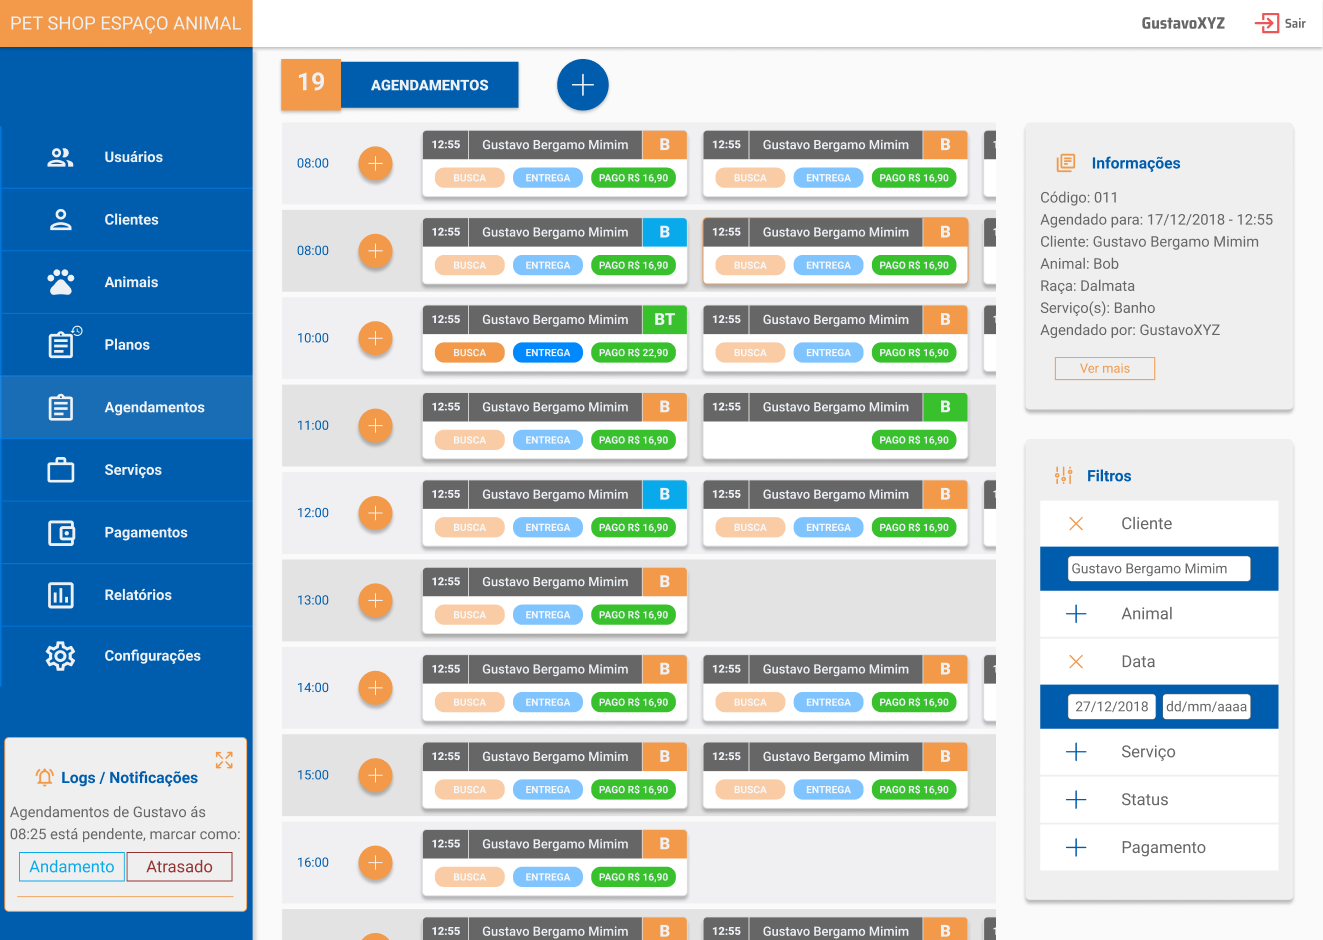 PET SHOP ESPAÇO ANIMAL
GustavoXYZ
Sair
19
AGENDAMENTOS
Usuários
Clientes
Animais
Planos
Agendamentos
Serviços
Pagamentos
Relatórios
Configurações
Logs / Notificações
Agendamentos de Gustavo ás
08:25 está pendente, marcar como:
Andamento
Atrasado
08:00
12:55 Gustavo Bergamo Mimim B
BUSCA ENTREGA PAGO R$ 16,90
12:55 Gustavo Bergamo Mimim B
BUSCA ENTREGA PAGO R$ 16,90
08:00
12:55 Gustavo Bergamo Mimim B
BUSCA ENTREGA PAGO R$ 16,90
12:55 Gustavo Bergamo Mimim B
BUSCA ENTREGA PAGO R$ 16,90
10:00
12:55 Gustavo Bergamo Mimim BT
BUSCA ENTREGA PAGO R$ 22,90
12:55 Gustavo Bergamo Mimim B
BUSCA ENTREGA PAGO R$ 16,90
11:00
12:55 Gustavo Bergamo Mimim B
BUSCA ENTREGA PAGO R$ 16,90
12:55 Gustavo Bergamo Mimim B
PAGO R$ 16,90
12:00
12:55 Gustavo Bergamo Mimim B
BUSCA ENTREGA PAGO R$ 16,90
12:55 Gustavo Bergamo Mimim B
BUSCA ENTREGA PAGO R$ 16,90
13:00
12:55 Gustavo Bergamo Mimim B
BUSCA ENTREGA PAGO R$ 16,90
14:00
12:55 Gustavo Bergamo Mimim B
BUSCA ENTREGA PAGO R$ 16,90
12:55 Gustavo Bergamo Mimim B
BUSCA ENTREGA PAGO R$ 16,90
15:00
12:55 Gustavo Bergamo Mimim B
BUSCA ENTREGA PAGO R$ 16,90
12:55 Gustavo Bergamo Mimim B
BUSCA ENTREGA PAGO R$ 16,90
16:00
12:55 Gustavo Bergamo Mimim B
BUSCA ENTREGA PAGO R$ 16,90
12:55 Gustavo Bergamo Mimim B
12:55 Gustavo Bergamo Mimim B
Informações
Código: 011
Agendado para: 17/12/2018 - 12:55
Cliente: Gustavo Bergamo Mimim
Animal: Bob
Raça: Dalmata
Serviço(s): Banho
Agendado por: GustavoXYZ
Ver mais
Filtros
Cliente
Gustavo Bergamo Mimim
Animal
Data
27/12/2018 dd/mm/aaaa
Serviço
Status
Pagamento